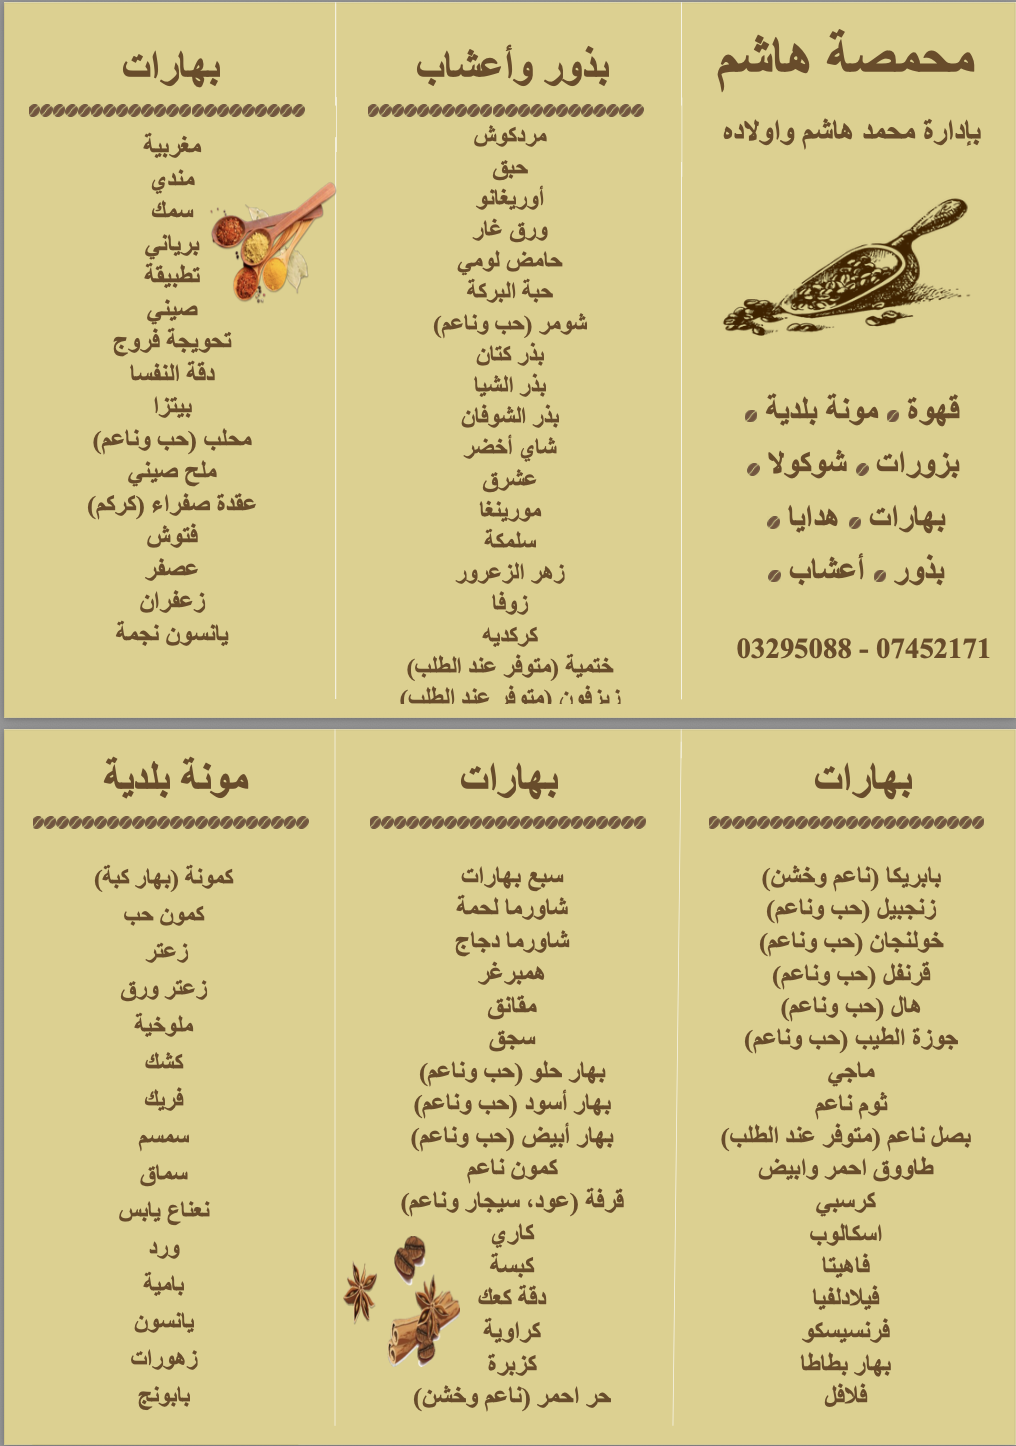 محمصة هاشم
بإدارة محمد هاشم واولاده
قهوة مونة بلدية
بزورات شوكولا
بهارات هدايا
بذور أعشاب
03295088 - 07452171
بذور وأعشاب
مردكوش
حبق
أوريغانو
ورق غار
حامض لومي
حبة البركة
شومر (حب وناعم)
بذر كتان
بذر الشيا
بذر الشوفان
شاي أخضر
عشرق
مورينغا
سلمكة
زهر الزعرور
زوفا
كركديه
ختمية (متوفر عند الطلب)
زيزفون (متوفر عند الطلب)
بهارات
مغربية
مندي
سمك
برياني
تطبيقة
صيني
تحويجة فروج
دقة النفسا
بيتزا
محلب (حب وناعم)
ملح صيني
عقدة صفراء (كركم)
فتوش
عصفر
زعفران
يانسون نجمة
بهارات
بابريكا (ناعم وخشن)
زنجبيل (حب وناعم)
خولنجان (حب وناعم)
قرنفل (حب وناعم)
هال (حب وناعم)
جوزة الطيب (حب وناعم)
ماجي
ثوم ناعم
بصل ناعم (متوفر عند الطلب)
طاووق احمر وابيض
كرسبي
اسكالوب
فاهيتا
فيلادلفيا
فرنسيسكو
بهار بطاطا
فلافل
بهارات
سبع بهارات
شاورما لحمة
شاورما دجاج
همبرغر
مقانق
سجق
بهار حلو (حب وناعم)
بهار أسود (حب وناعم)
بهار أبيض (حب وناعم)
كمون ناعم
قرفة (عود، سيجار وناعم)
كاري
كبسة
دقة كعك
كراوية
كزبرة
حر احمر (ناعم وخشن)
مونة بلدية
كمونة (بهار كبة)
كمون حب
زعتر
زعتر ورق
ملوخية
كشك
فريك
سمسم
سماق
نعناع يابس
ورد
بامية
يانسون
زهورات
بابونج